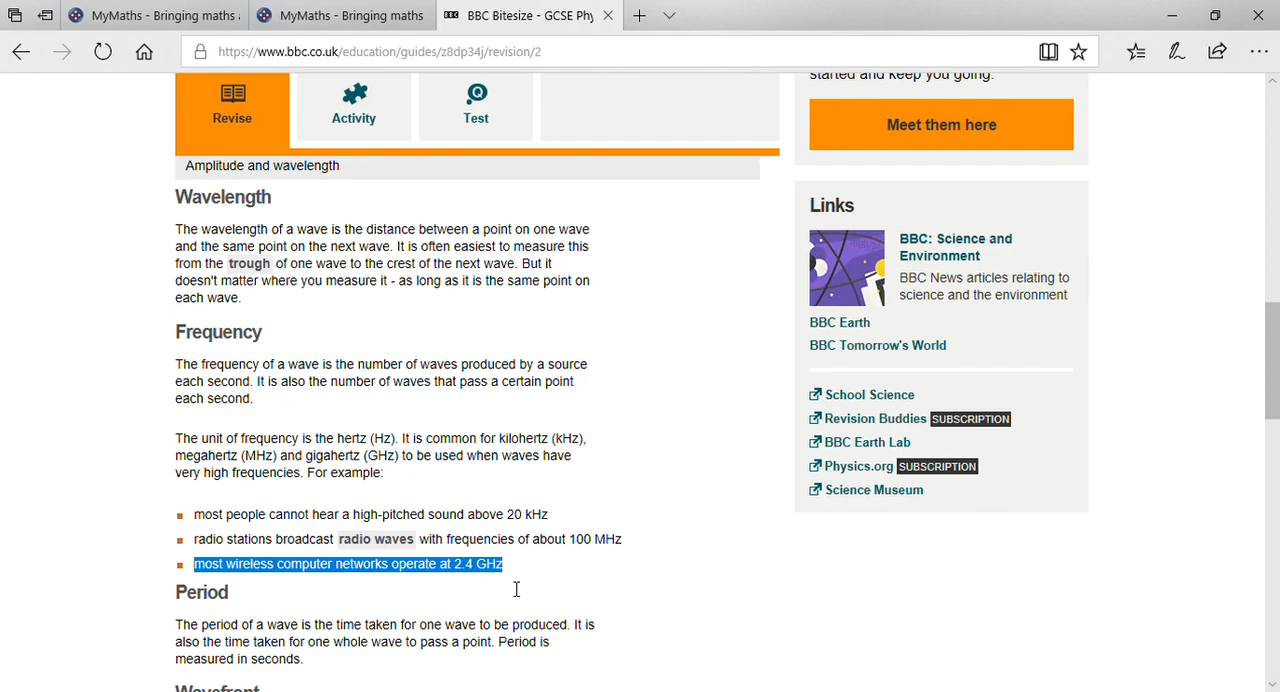 MyMaths - Bringing maths a
MyMaths - Bringing maths
BBC BBC Bitesize - GCSE Phy
https://www.bbc.co.uk/education/guides/z8dp34j/revision/2
Revise
Activity
Test
Amplitude and wavelength
Wavelength
The wavelength of a wave is the distance between a point on one wave
and the same point on the next wave. It is often easiest to measure this
from the trough of one wave to the crest of the next wave. But it
doesn't matter where you measure it - as long as it is the same point on
each wave.
Frequency
The frequency of a wave is the number of waves produced by a source
each second. It is also the number of waves that pass a certain point
each second.
The unit of frequency is the hertz (Hz). It is common for kilohertz (kHz),
megahertz (MHz) and gigahertz (GHz) to be used when waves have
very high frequencies. For example:
most people cannot hear a high-pitched sound above 20 kHz
radio stations broadcast radio waves with frequencies of about 100 MHz
most wireless computer networks operate at 2.4 GHz
Period
The period of a wave is the time taken for one wave to be produced. It is
also the time taken for one whole wave to pass a point. Period is
measured in seconds.
Wavefront
started and keep you going.
Meet them here
Links
BBC: Science and
Environment
BBC News articles relating to
science and the environment
BBC Earth
BBC Tomorrow's World
School Science
Revision Buddies SUBSCRIPTION
BBC Earth Lab
Physics.org SUBSCRIPTION
Science Museum